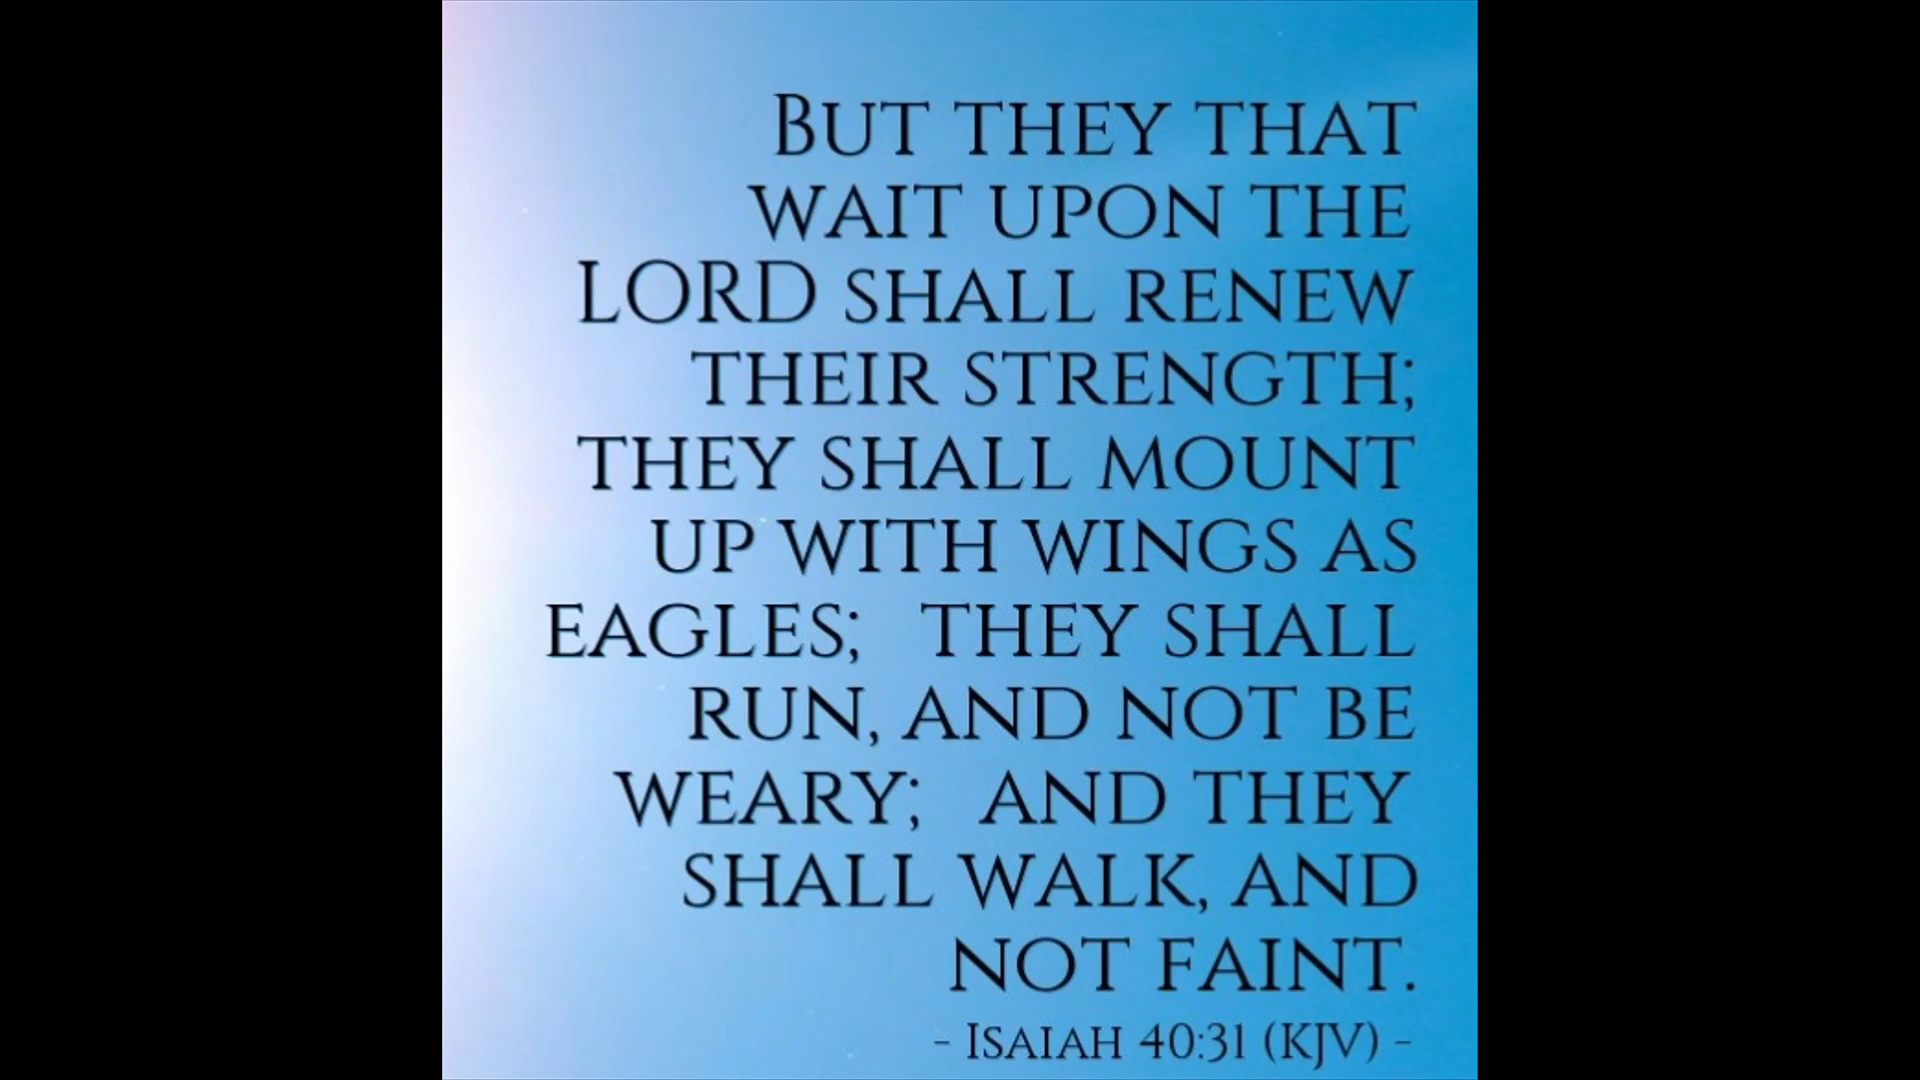 But they that
wait upon the
LORD shall renew
their strength;
they shall mount
up with wings as
eagles; they shall
run, and not be
weary; and they
shall walk, and
not faint.
- Isaiah 40:31 (KJV) -